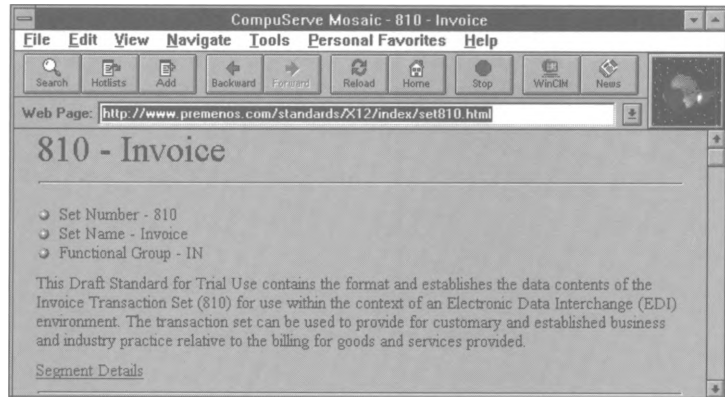 CompuServe Mosaic - 810 - Invoice
File Edit View Navigate Tools Personal Favorites Help
Search Hotlists Add Backward Forward Reload Home Stop WinCIM News
Web Page: http://www.premenos.com/standards/X12/index/set810.html
810 - Invoice
Set Number - 810
Set Name - Invoice
Functional Group - IN
This Draft Standard for Trial Use contains the format and establishes the data contents of the
Invoice Transaction Set (810) for use within the context of an Electronic Data Interchange (EDI)
environment. The transaction set can be used to provide for customary and established business
and industry practice relative to the billing for goods and services provided.
Segment Details